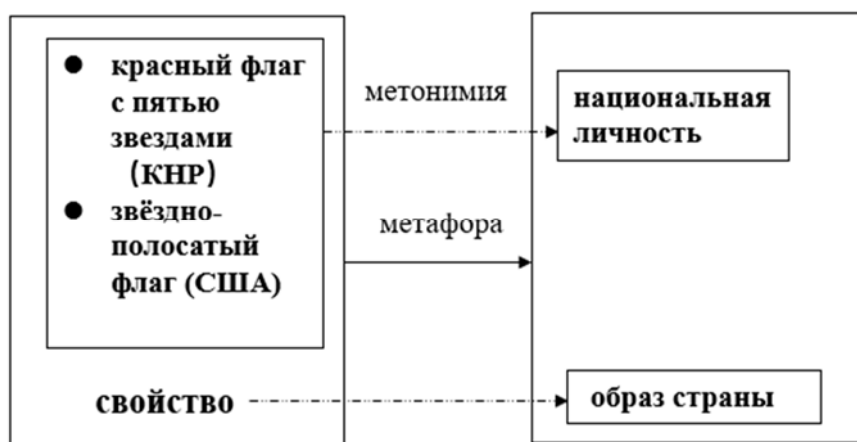 ● красный флаг
с пятью
звездами
(КНР)
● звёздно-
полосатый
флаг (США)
свойство
метонимия
метафора
национальная
личность
образ страны